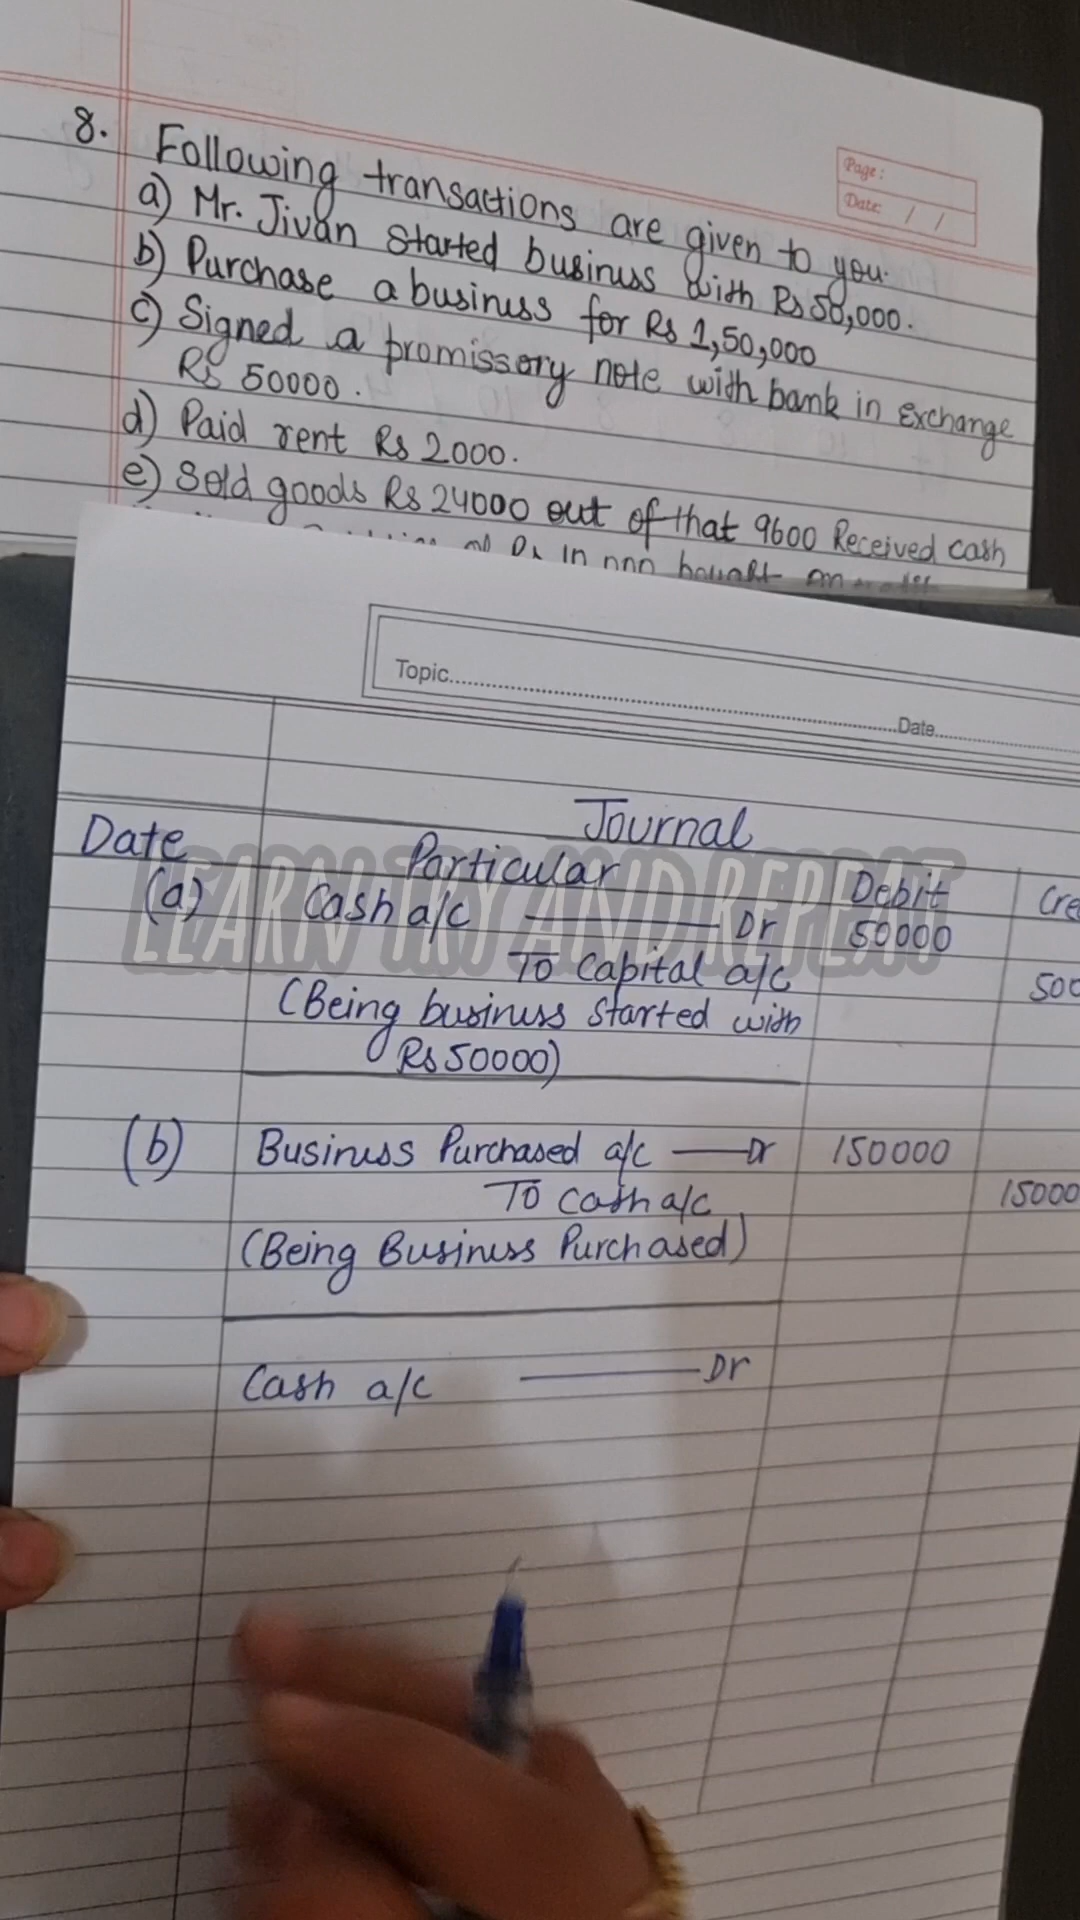 8. Following transactions are given to you.
Page:
Date: / /
a) Mr. Jivan started business with Rs 50,000.
b) Purchase a business for Rs 1,50,000
c) Signed a promissory note with bank in exchange
Rs 50000.
d) Paid rent Rs 2000.
e) Sold goods Rs 24000 out of that 9600 Received cash
bought on
Topic
Date
Journal
Date Particular Debit Cre
LEARN TRY AND REPEAT
(a) Cash a/c Dr 50000
To Capital a/c 500
(Being business started with
Rs 50000)
(b) Business Purchased a/c Dr 150000
To Cash a/c 15000
(Being Business Purchased)
Cash a/c Dr